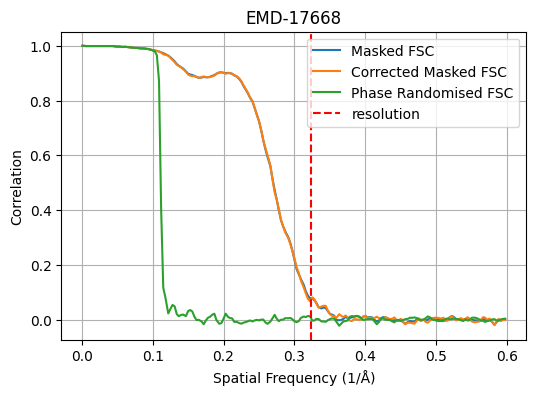 EMD-17668
Masked FSC
Corrected Masked FSC
Phase Randomised FSC
resolution
Correlation
1.0
0.8
0.6
0.4
0.2
0.0
0.0 0.1 0.2 0.3 0.4 0.5 0.6
Spatial Frequency (1/Å)